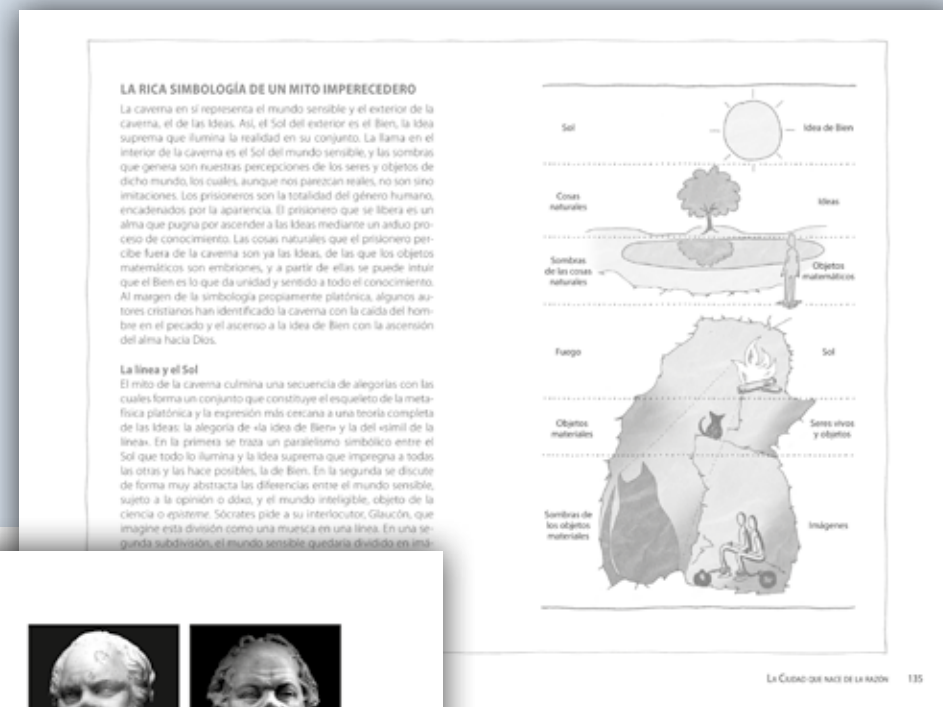 LA RICA SIMBOLOGÍA DE UN MITO IMPERECEDERO
La caverna en sí representa el mundo sensible y el exterior de la
caverna, el de las Ideas. Así, el Sol del exterior es el Bien, la Idea
suprema que ilumina la realidad en su conjunto. La llama en el
interior de la caverna es el Sol del mundo sensible, y las sombras
que genera son nuestras percepciones de los seres y objetos de
dicho mundo, los cuales, aunque nos parezcan reales, no son sino
imitaciones. Los prisioneros son la totalidad del género humano,
encadenados por la apariencia. El prisionero que se libera es un
alma que pugna por ascender a las Ideas mediante un arduo pro-
ceso de conocimiento. Las cosas naturales que el prisionero per-
cibe fuera de la caverna son ya las Ideas, de las que los objetos
matemáticos son embriones, y a partir de ellas se puede intuir
que el Bien es lo que da unidad y sentido a todo el conocimiento.
Al margen de la simbología propiamente platónica, algunos au-
tores cristianos han identificado la caverna con la caída del hom-
bre en el pecado y el ascenso a la idea de Bien con la ascensión
del alma hacia Dios.
La línea y el Sol
El mito de la caverna culmina una secuencia de alegorías con las
cuales forma un conjunto que constituye el esqueleto de la meta-
física platónica y la expresión más cercana a una teoría completa
de las Ideas: la alegoría de «la idea de Bien» y la del «símil de la
línea». En la primera se traza un paralelismo simbólico entre el
Sol que todo lo ilumina y la Idea suprema que impregna a todas
las otras y las hace posibles, la de Bien. En la segunda se discute
de forma muy abstracta las diferencias entre el mundo sensible,
sujeto a la opinión o dóxa, y el mundo inteligible, objeto de la
ciencia o episteme. Sócrates pide a su interlocutor, Glaucón, que
imagine esta división como una muesca en una línea. En una se-
gunda subdivisión, el mundo sensible quedaría dividido en imá-
Sol
Idea de Bien
Cosas
naturales
Ideas
Sombras
de las cosas
naturales
Objetos
matemáticos
Fuego
Sol
Objetos
materiales
Seres vivos
y objetos
Sombras de
los objetos
materiales
Imágenes
LA CIUDAD QUE NACE DE LA RAZÓN 135